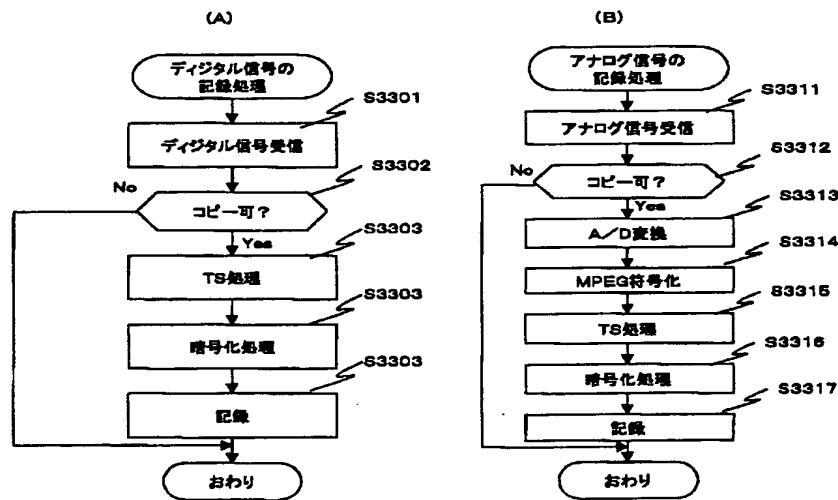 (A)
ディジタル信号の
記録処理
S3301
ディジタル信号受信
S3302
No
コピー可?
Yes
S3303
TS処理
S3303
暗号化処理
S3303
記録
おわり
(B)
アナログ信号の
記録処理
S3311
アナログ信号受信
S3312
No
コピー可?
Yes
S3313
A/D変換
S3314
MPEG符号化
S3315
TS処理
S3316
暗号化処理
S3317
記録
おわり